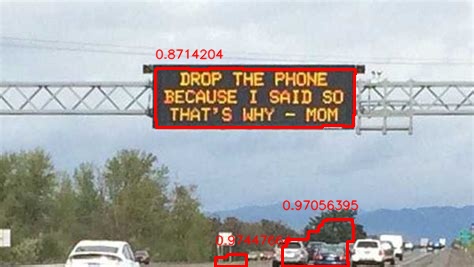 0.8714204
DROP THE PHONE
BECAUSE I SAID SO
THAT'S WHY - MOM
0.97056395